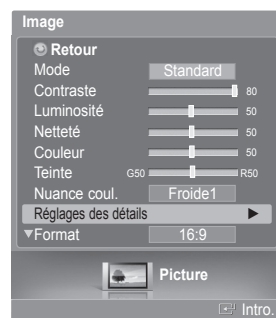 Image
Retour
Mode Standard
Contraste 80
Luminosité 50
Netteté 50
Couleur 50
Teinte G50 R50
Nuance coul. Froide1
Réglages des détails ►
▼Format 16:9
Picture
Intro.